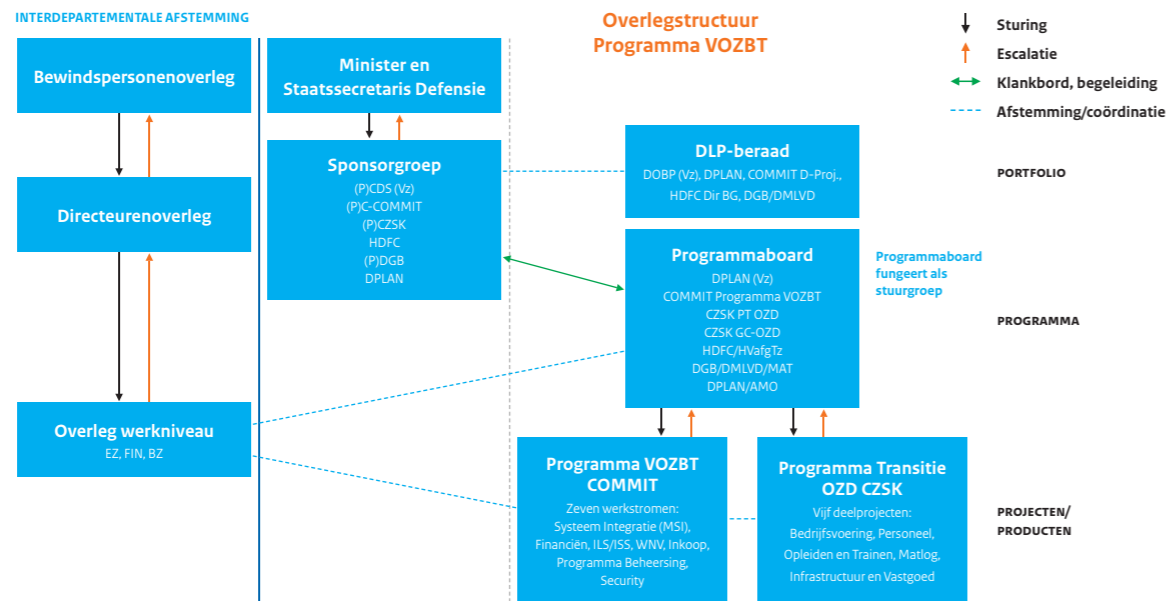 INTERDEPARTEMENTALE AFSTEMMING
Bewindspersonenoverleg
Directeurenoverleg
Overleg werkniveau
EZ, FIN, BZ
Minister en
Staatssecretaris Defensie
Sponsorgroep
(P)CDS (Vz)
(P)C-COMMIT
(P)CZSK
HDFC
(P)DGB
DPLAN
Overlegstructuur
Programma VOZBT
DLP-beraad
DOBP (Vz), DPLAN, COMMIT D-Proj.,
HDFC Dir BG, DGB/DMLVD
Programmaboard
DPLAN (Vz)
COMMIT Programma VOZBT
CZSK PT OZD
CZSK GC-OZD
HDFC/HVafgTz
DGB/DMLVD/MAT
DPLAN/AMO
Programmaboard
fungeert als
stuurgroep
Programma VOZBT
COMMIT
Zeven werkstromen:
Systeem Integratie (MSI),
Financiën, ILS/ISS, WNV, Inkoop,
Programma Beheersing,
Security
Programma Transitie
OZD CZSK
Vijf deelprojecten:
Bedrijfsvoering, Personeel,
Opleiden en Trainen, Matlog,
Infrastructuur en Vastgoed
Sturing
Escalatie
Klankbord, begeleiding
Afstemming/coördinatie
PORTFOLIO
PROGRAMMA
PROJECTEN/
PRODUCTEN